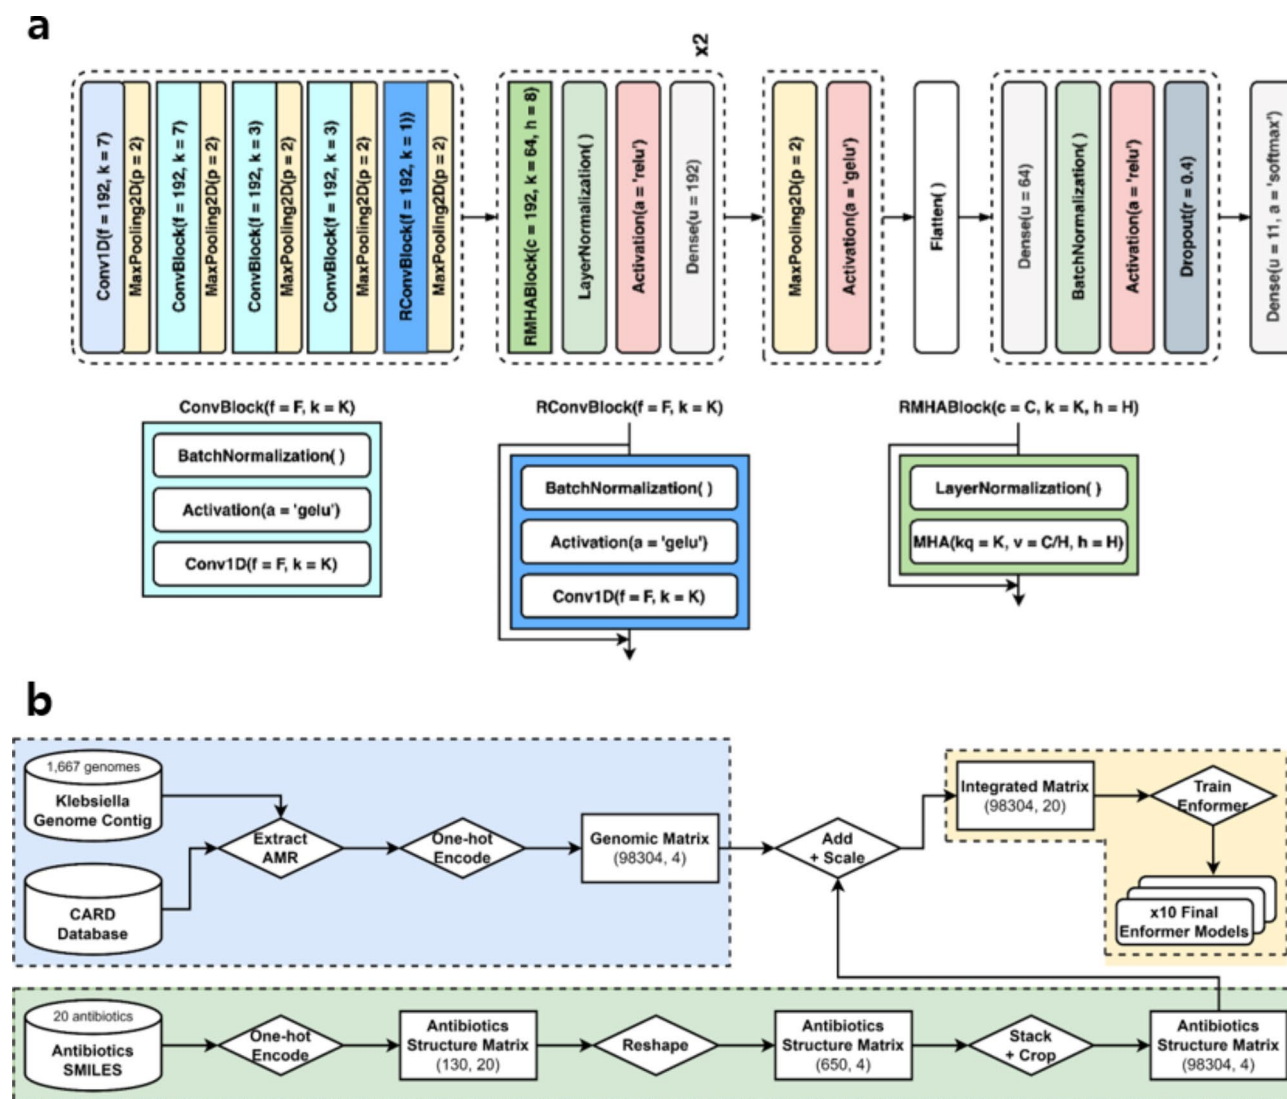 a
x2
Conv1D(f = 192, k = 7)
MaxPooling2D(p = 2)
ConvBlock(f = 192, k = 7)
MaxPooling2D(p = 2)
ConvBlock(f = 192, k = 3)
MaxPooling2D(p = 2)
ConvBlock(f = 192, k = 3)
MaxPooling2D(p = 2)
RConvBlock(f = 192, k = 1))
MaxPooling2D(p = 2)
RMHABlock(c = 192, k = 64, h = 8)
LayerNormalization( )
Activation(a = 'relu')
Dense(u = 192)
MaxPooling2D(p = 2)
Activation(a = 'gelu')
Flatten( )
Dense(u = 64)
BatchNormalization( )
Activation(a = 'relu')
Dropout(r = 0.4)
Dense(u = 11, a = 'softmax')
ConvBlock(f = F, k = K)
BatchNormalization( )
Activation(a = 'gelu')
Conv1D(f = F, k = K)
RConvBlock(f = F, k = K)
BatchNormalization( )
Activation(a = 'gelu')
Conv1D(f = F, k = K)
RMHABlock(c = C, k = K, h = H)
LayerNormalization( )
MHA(kq = K, v = C/H, h = H)
b
1,667 genomes
Klebsiella
Genome Contig
CARD
Database
Extract
AMR
One-hot
Encode
Genomic Matrix
(98304, 4)
Add
+ Scale
Integrated Matrix
(98304, 20)
Train
Enformer
x10 Final
Enformer Models
20 antibiotics
Antibiotics
SMILES
One-hot
Encode
Antibiotics
Structure Matrix
(130, 20)
Reshape
Antibiotics
Structure Matrix
(650, 4)
Stack
+ Crop
Antibiotics
Structure Matrix
(98304, 4)